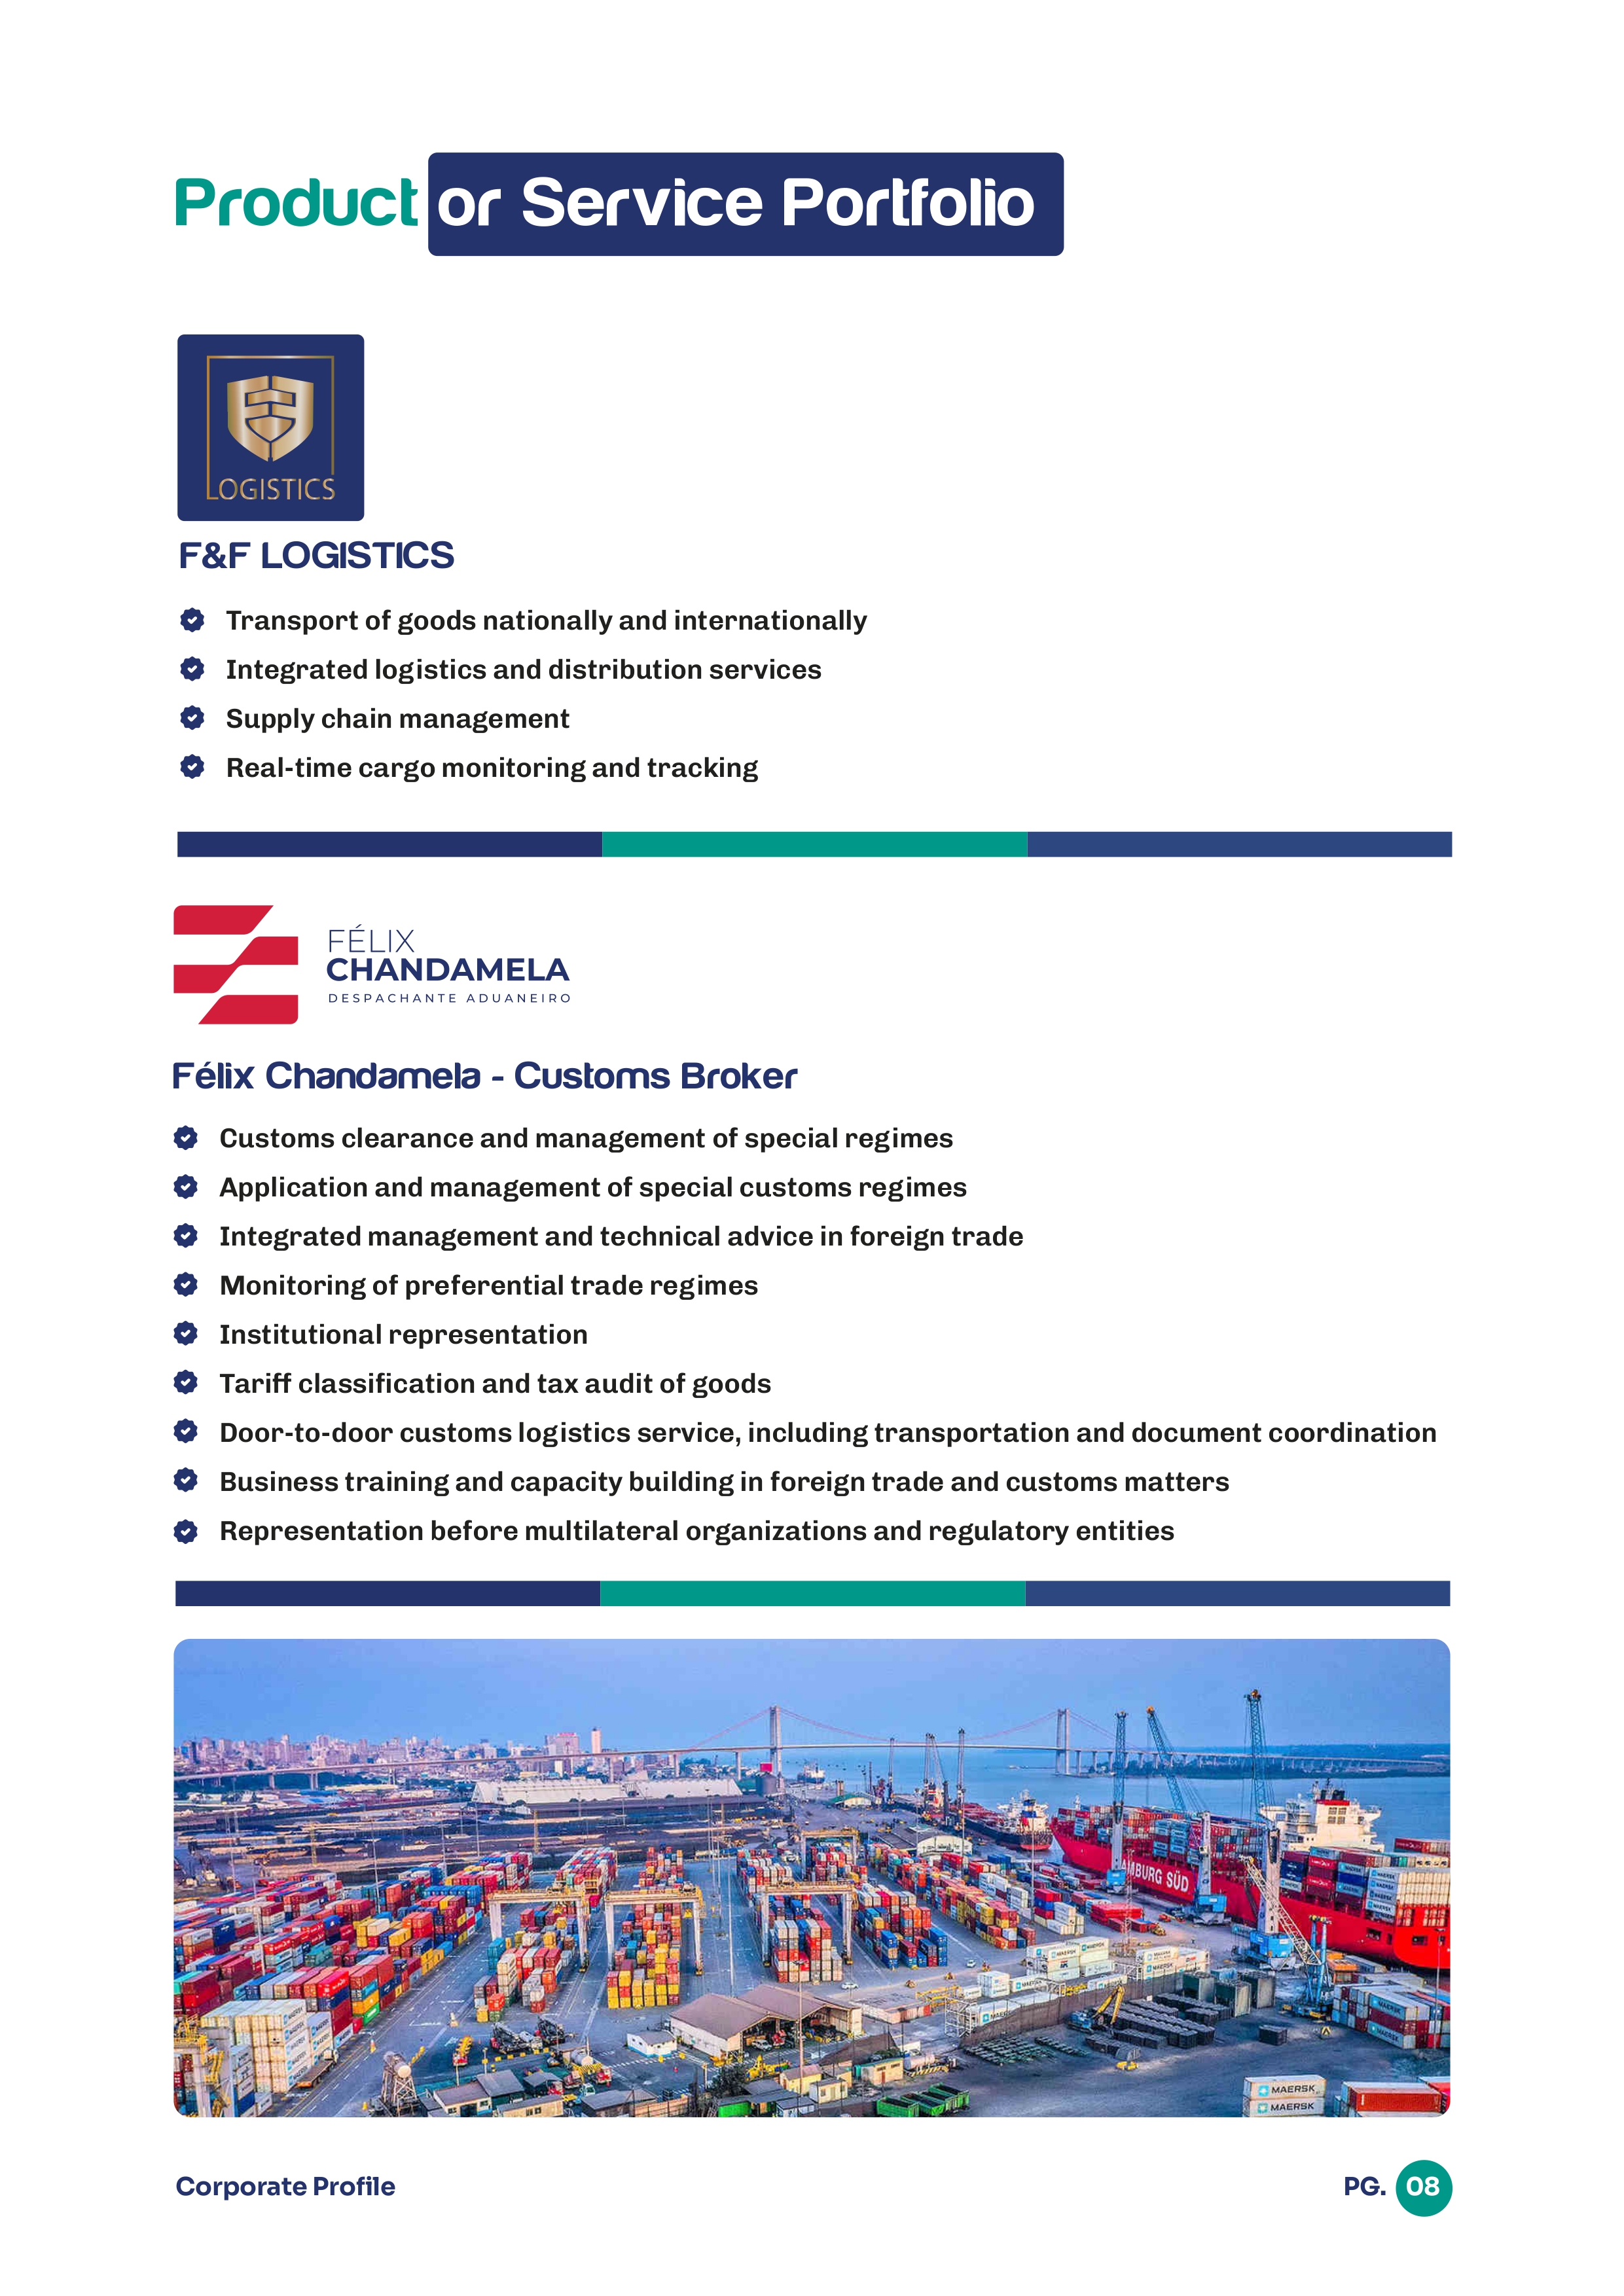 Product or Service Portfolio
LOGISTICS
F&F LOGISTICS
Transport of goods nationally and internationally
Integrated logistics and distribution services
Supply chain management
Real-time cargo monitoring and tracking
FÉLIX
CHANDAMELA
DESPACHANTE ADUANEIRO
Félix Chandamela - Customs Broker
Customs clearance and management of special regimes
Application and management of special customs regimes
Integrated management and technical advice in foreign trade
Monitoring of preferential trade regimes
Institutional representation
Tariff classification and tax audit of goods
Door-to-door customs logistics service, including transportation and document coordination
Business training and capacity building in foreign trade and customs matters
Representation before multilateral organizations and regulatory entities
AMBURG SÜD
MAERSK
MAERSK
Corporate Profile
PG. 08